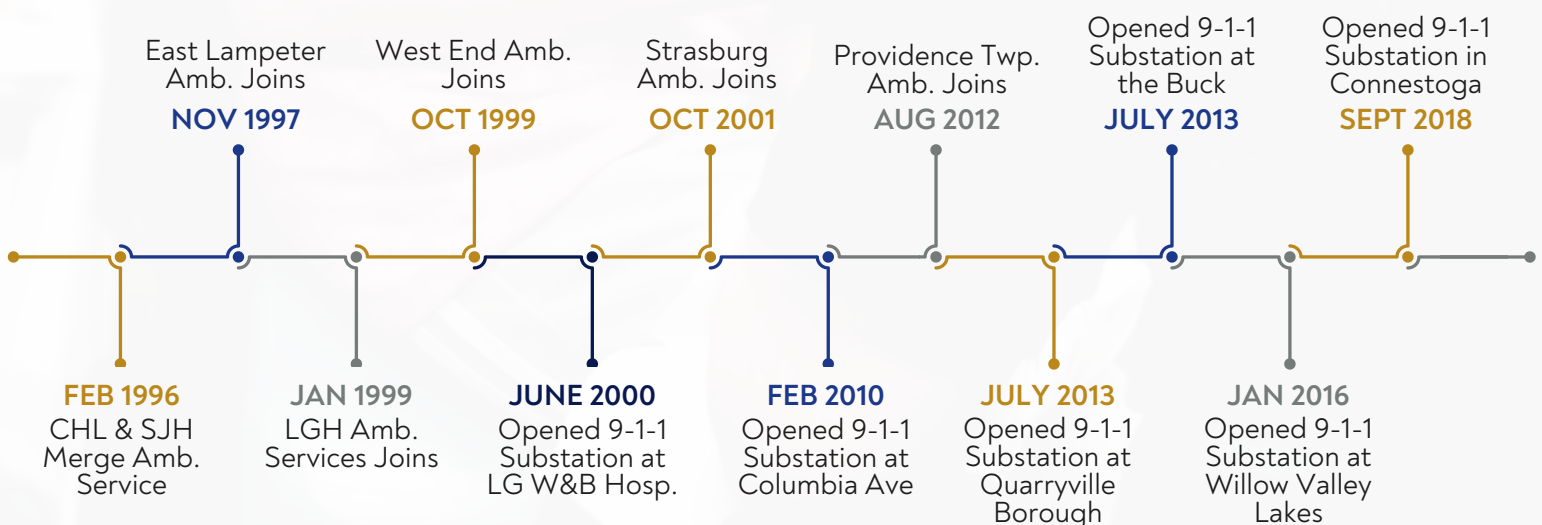 East Lampeter
Amb. Joins
NOV 1997
West End Amb.
Joins
OCT 1999
Strasburg
Amb. Joins
OCT 2001
Providence Twp.
Amb. Joins
AUG 2012
Opened 9-1-1
Substation at
the Buck
JULY 2013
Opened 9-1-1
Substation in
Connestoga
SEPT 2018
FEB 1996
CHL & SJH
Merge Amb.
Service
JAN 1999
LGH Amb.
Services Joins
JUNE 2000
Opened 9-1-1
Substation at
LG W&B Hosp.
FEB 2010
Opened 9-1-1
Substation at
Columbia Ave
JULY 2013
Opened 9-1-1
Substation at
Quarryville
Borough
JAN 2016
Opened 9-1-1
Substation at
Willow Valley
Lakes